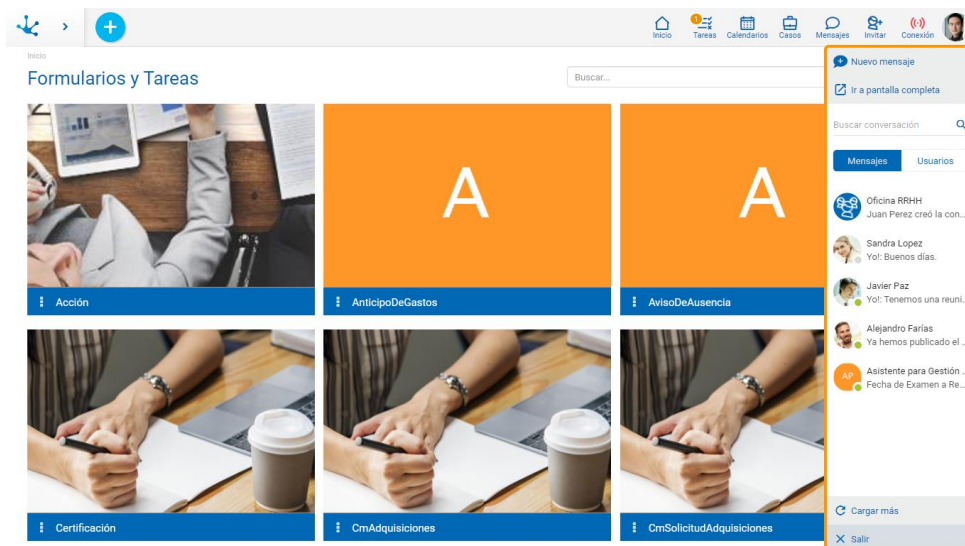 Inicio
1
Tareas
Calendarios
Casos
Mensajes
Invitar
Conexión
Inicio
Formularios y Tareas
Buscar...
A
A
Acción
AnticipoDeGastos
AvisoDeAusencia
Certificación
CmAdquisiciones
CmSolicitudAdquisiciones
Nuevo mensaje
Ir a pantalla completa
Buscar conversación
Mensajes
Usuarios
Oficina RRHH
Juan Perez creó la con...
Sandra Lopez
Yo!: Buenos días.
Javier Paz
Yo!: Tenemos una reuni...
Alejandro Farías
Ya hemos publicado el ...
AP
Asistente para Gestión ...
Fecha de Examen a Re...
Cargar más
Salir